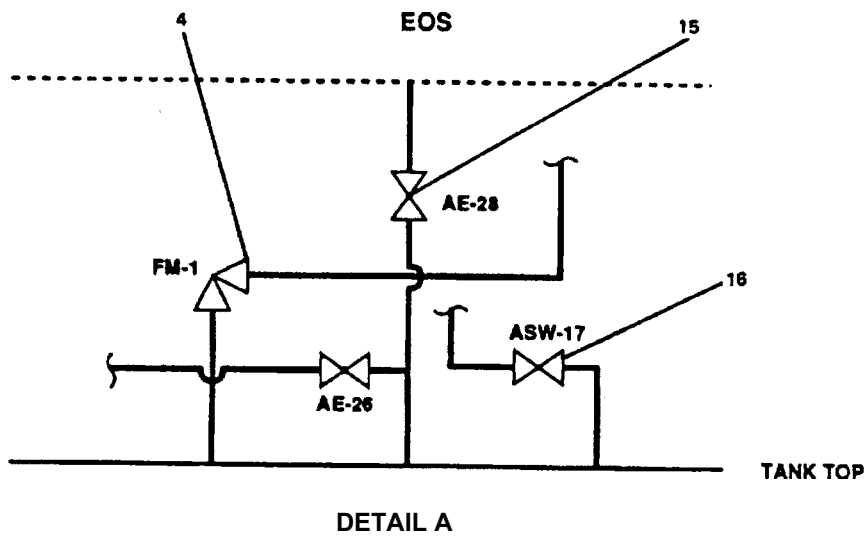 4
EOS
15
AE-28
FM-1
16
ASW-17
AE-26
TANK TOP
DETAIL A